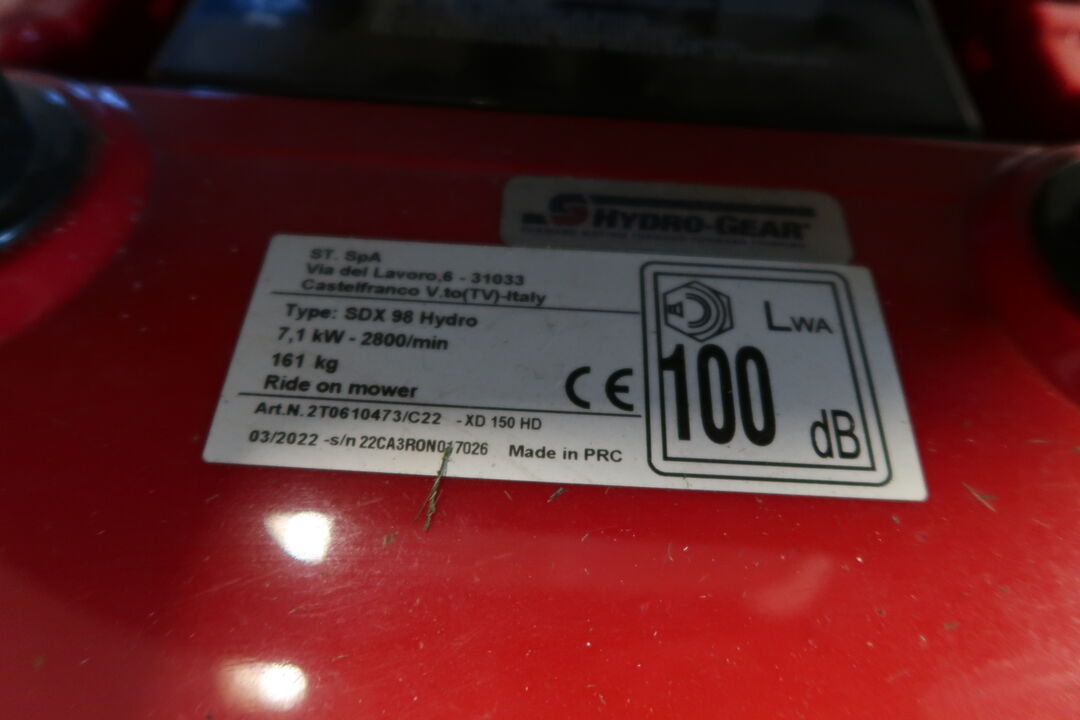 HYDRO-GEAR
ST. SpA
Via del Lavoro,6 - 31033
Castelfranco V.to(TV)-Italy
Type: SDX 98 Hydro
7,1 kW - 2800/min
161 kg
Ride on mower
CE
Art.N. 2T0610473/C22 - XD 150 HD
03/2022 -s/n 22CA3RON017026 Made in PRC
LWA
100
dB